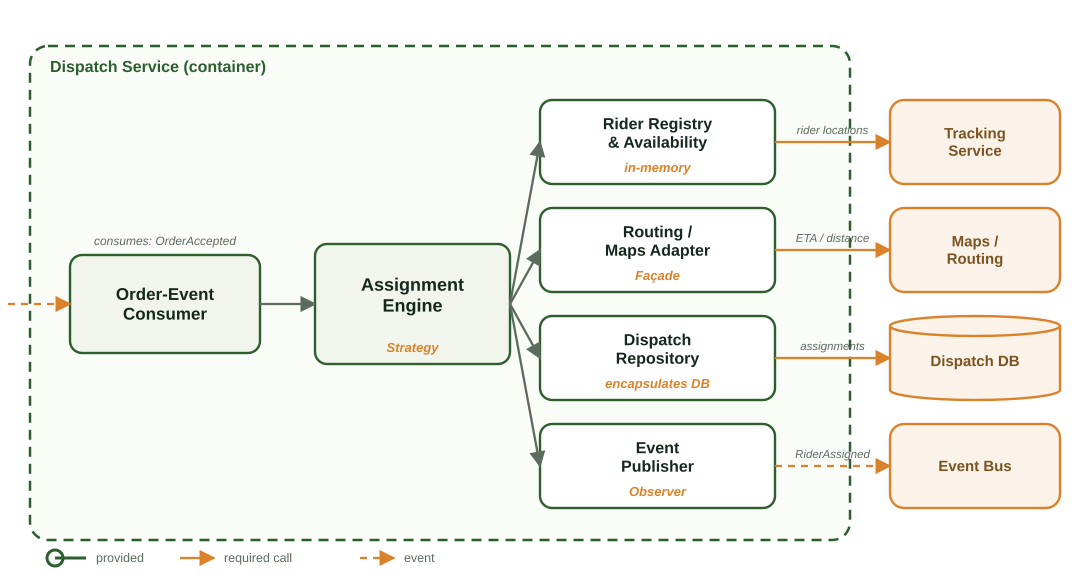 Dispatch Service (container)
consumes: OrderAccepted
Order-Event
Consumer
Assignment
Engine
Strategy
Rider Registry
& Availability
in-memory
rider locations
Tracking
Service
Routing /
Maps Adapter
Façade
ETA / distance
Maps /
Routing
Dispatch
Repository
encapsulates DB
assignments
Dispatch DB
Event
Publisher
Observer
RiderAssigned
Event Bus
provided
required call
event